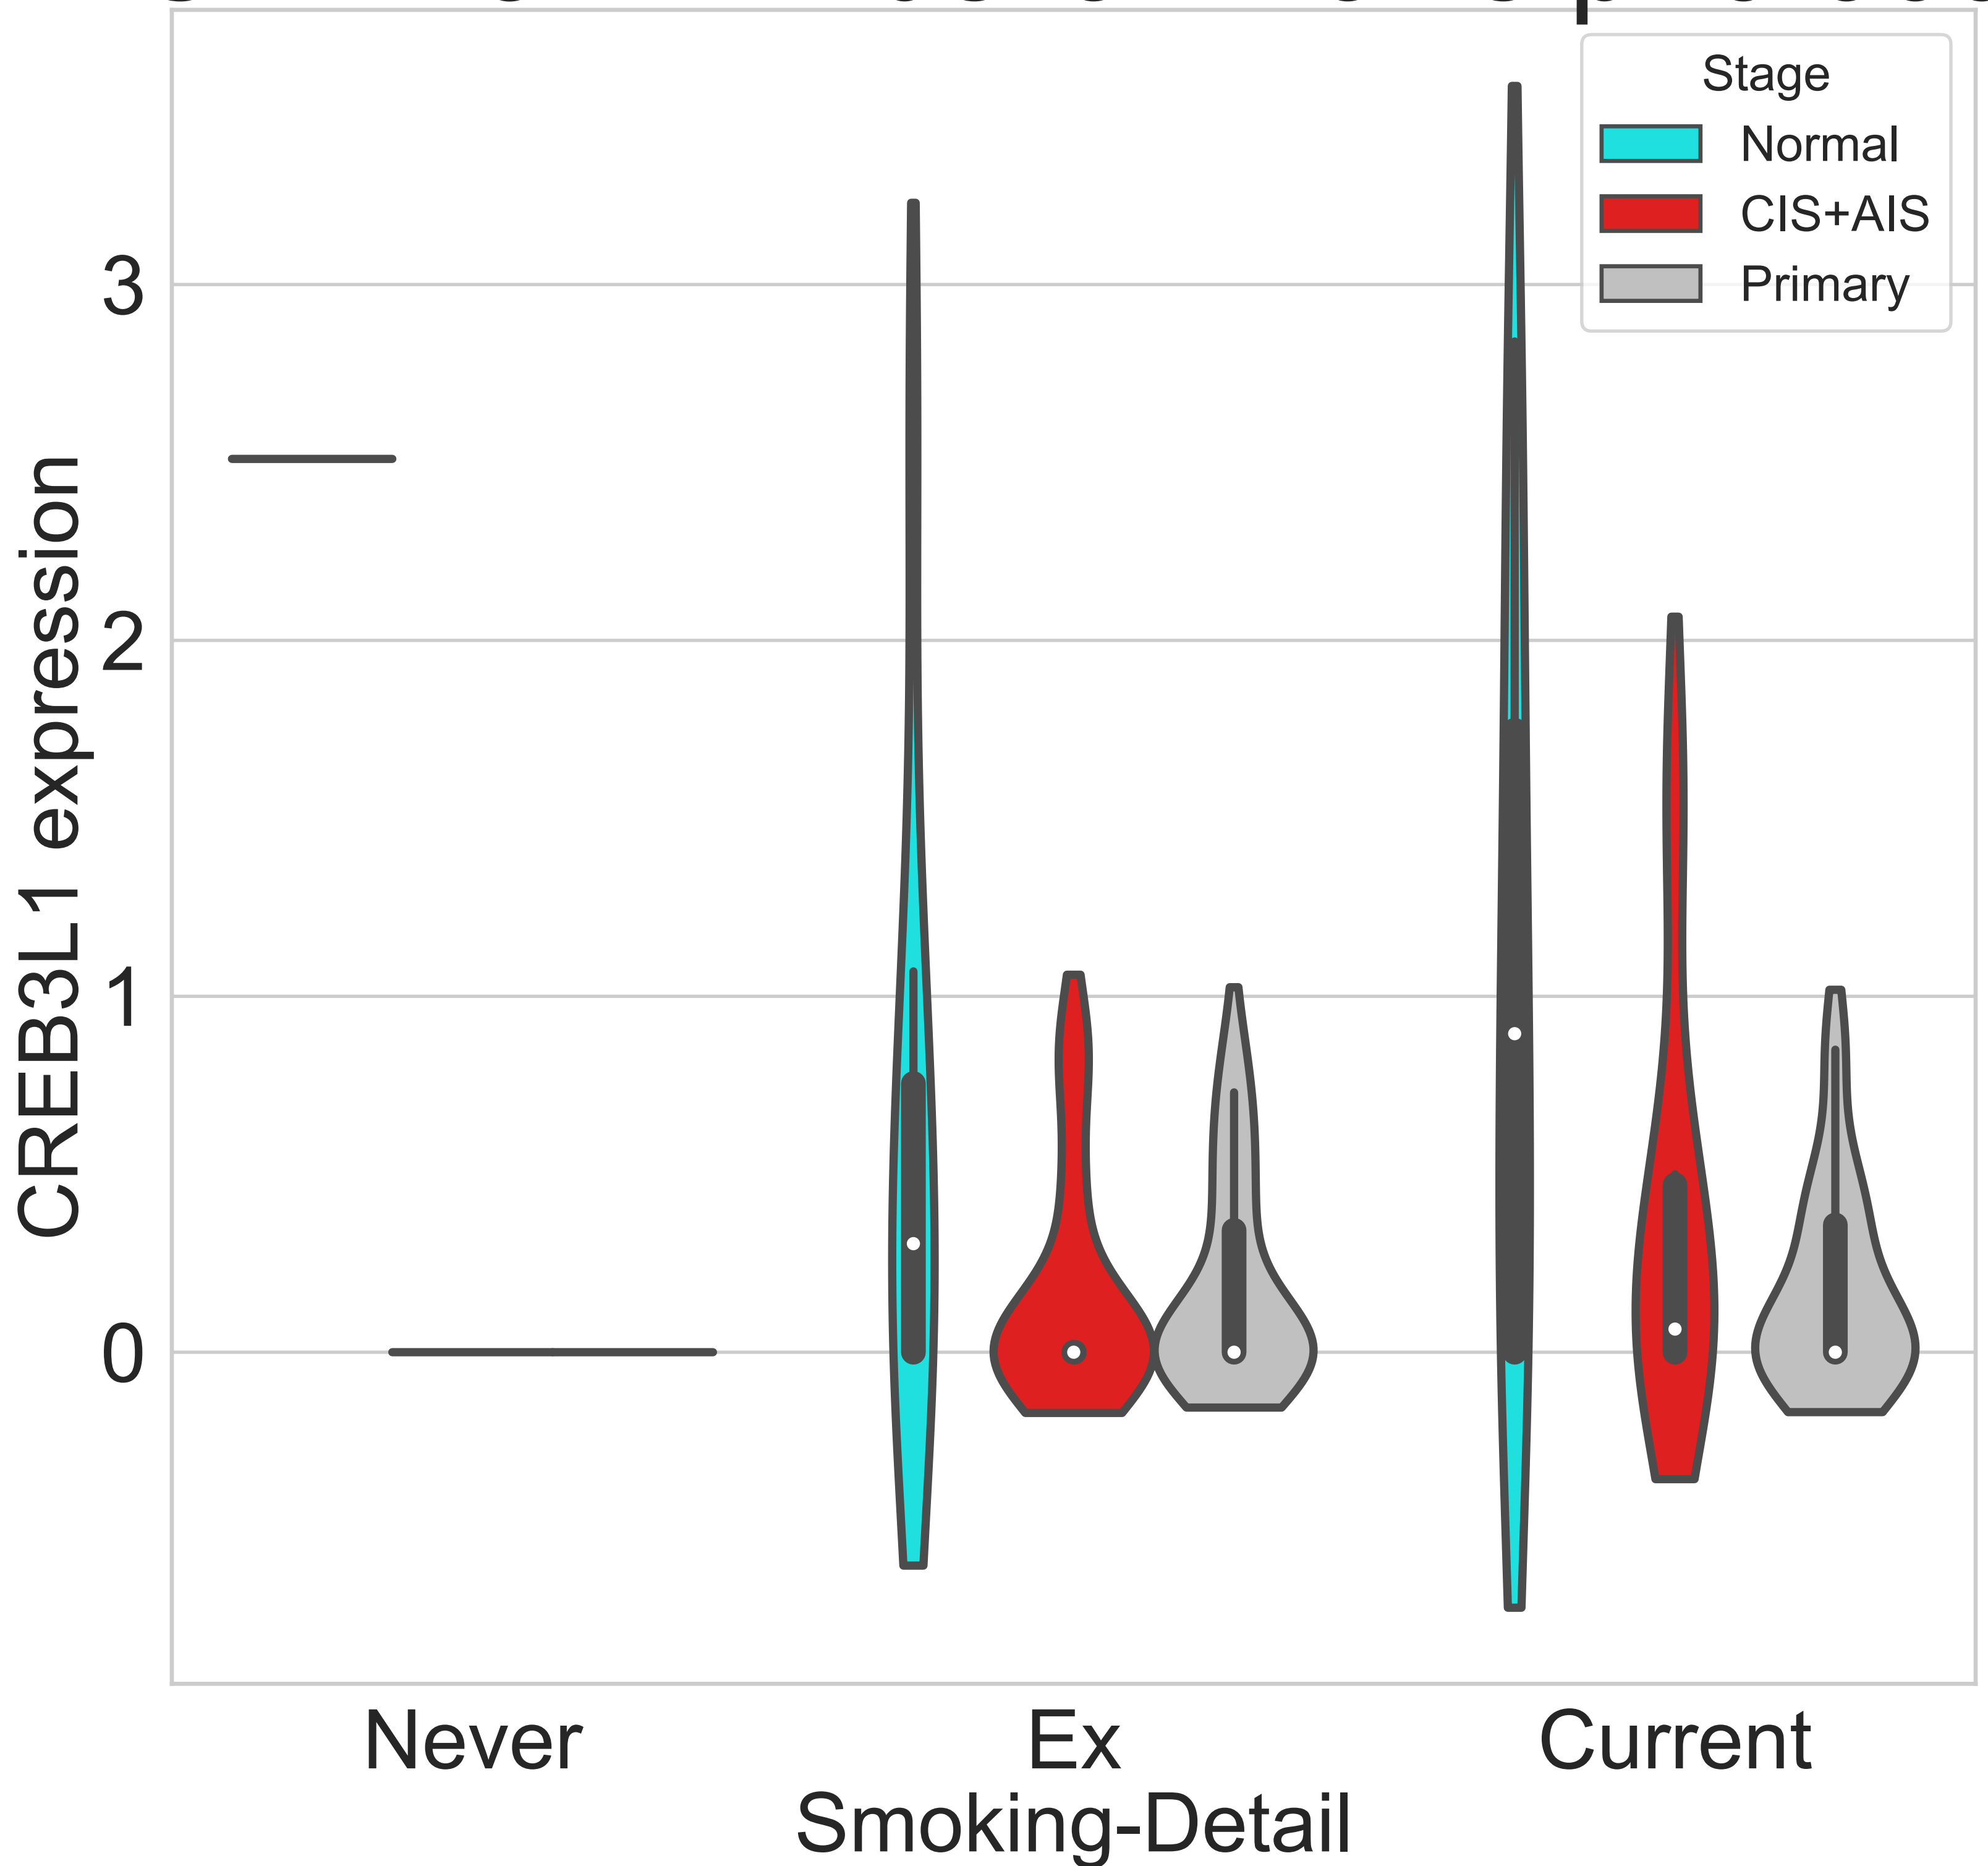 Stage
Normal
CIS+AIS
Primary
3
2
1
0
CREB3L1 expression
Never
Ex
Current
Smoking-Detail